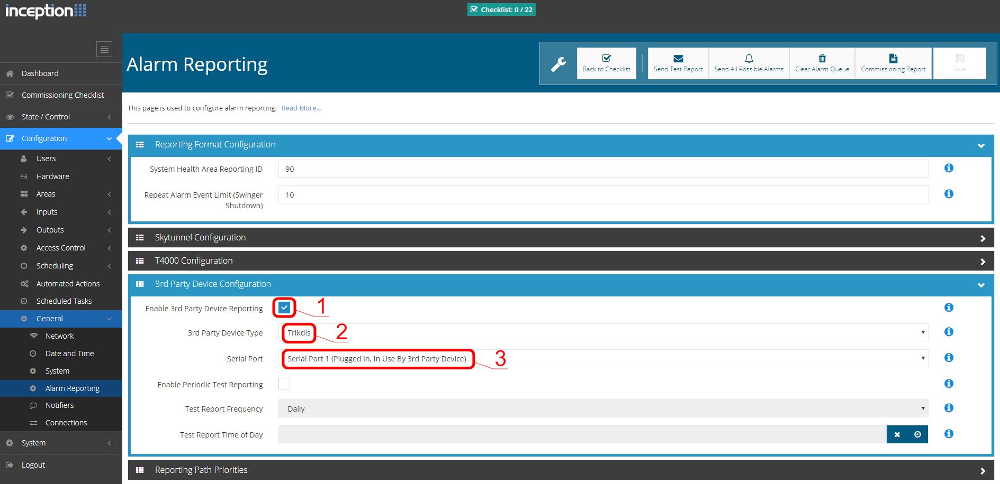 inception
Checklist: 0 / 22
Dashboard
Commissioning Checklist
State / Control
Configuration
Users
Hardware
Areas
Inputs
Outputs
Access Control
Scheduling
Automated Actions
Scheduled Tasks
General
Network
Date and Time
System
Alarm Reporting
Notifiers
Connections
System
Logout
Alarm Reporting
Back to Checklist
Send Test Report
Send All Possible Alarms
Clear Alarm Queue
Commissioning Report
Save
This page is used to configure alarm reporting. Read More...
Reporting Format Configuration
System Health Area Reporting ID 90
Repeat Alarm Event Limit (Swinger 10
Shutdown)
Skytunnel Configuration
T4000 Configuration
3rd Party Device Configuration
Enable 3rd Party Device Reporting 1
3rd Party Device Type Trikdis 2
Serial Port Serial Port 1 (Plugged In, In Use By 3rd Party Device) 3
Enable Periodic Test Reporting
Test Report Frequency Daily
Test Report Time of Day
Reporting Path Priorities